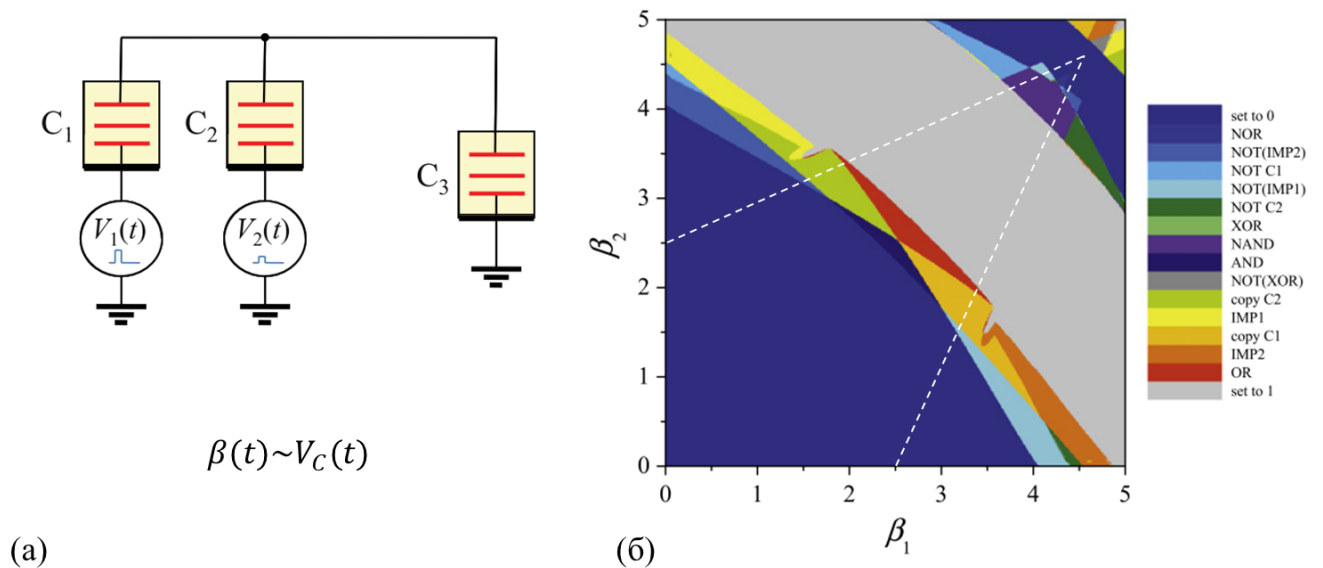 C₁
C₂
C₃
V₁(t)
V₂(t)
β(t)~V_C(t)
(а)
5
4
3
2
1
0
β₂
0 1 2 3 4 5
β₁
set to 0
NOR
NOT(IMP2)
NOT C1
NOT(IMP1)
NOT C2
XOR
NAND
AND
NOT(XOR)
copy C2
IMP1
copy C1
IMP2
OR
set to 1
(б)